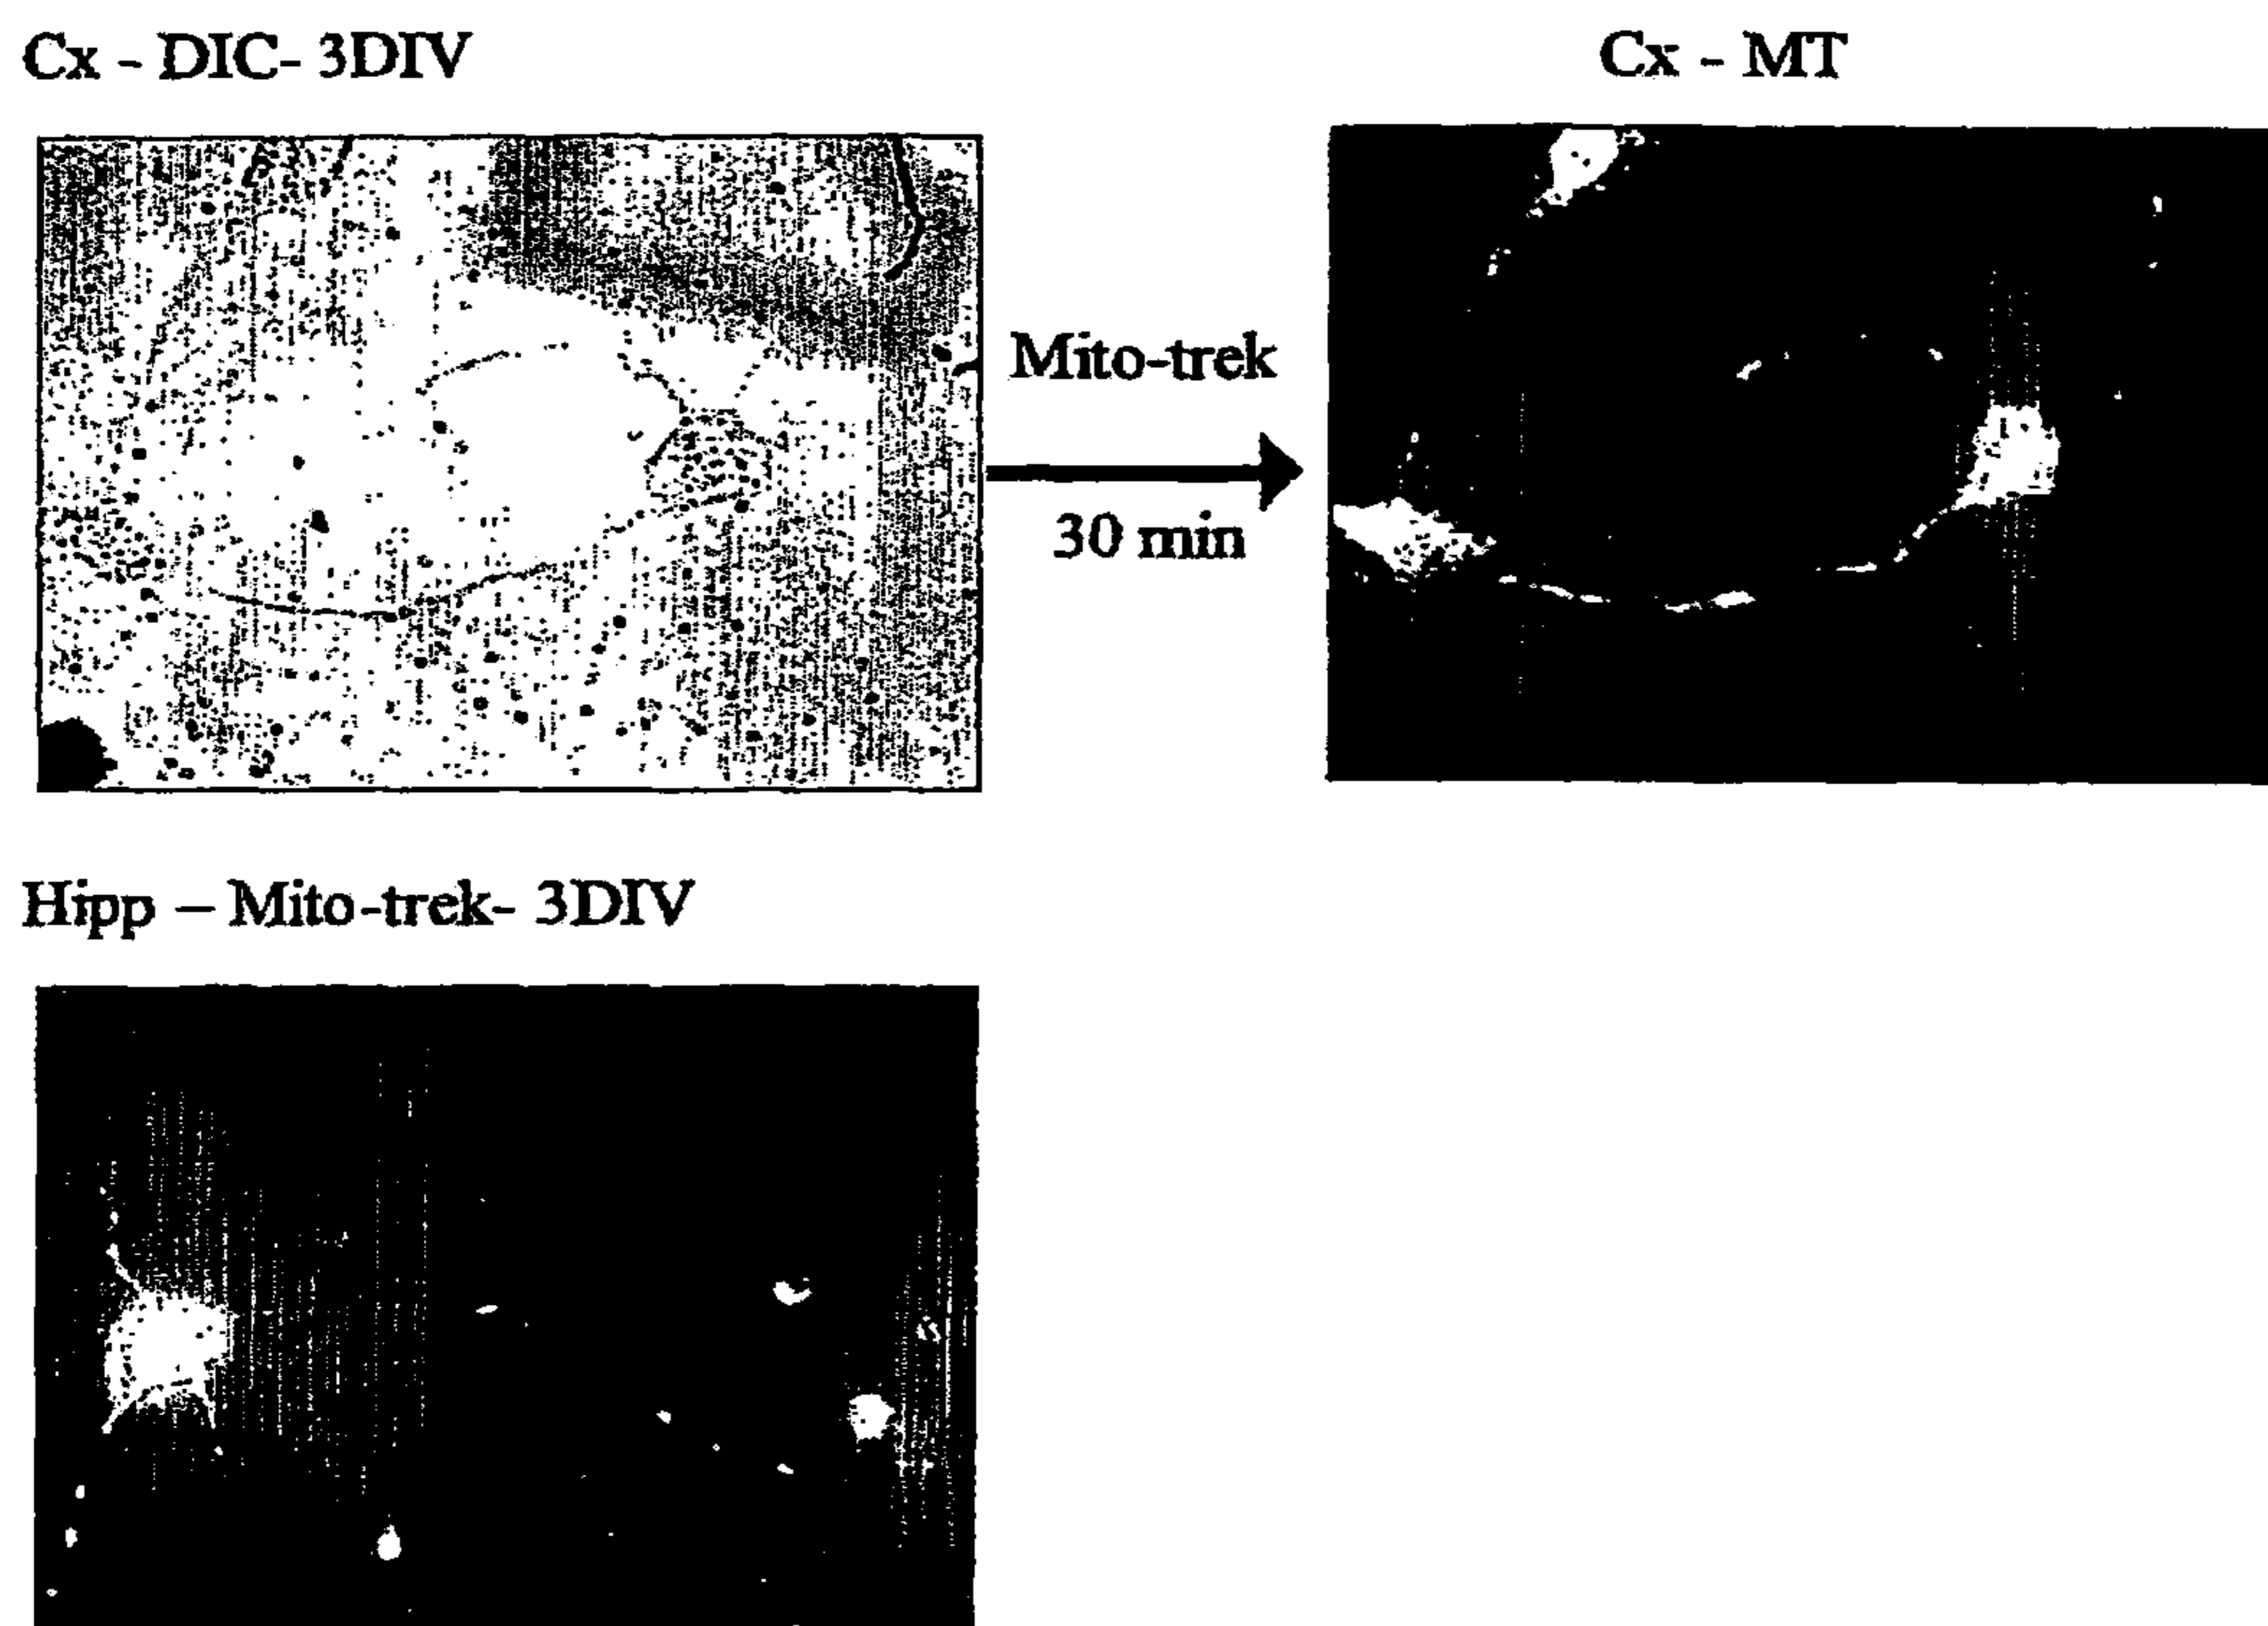 Cx - DIC- 3DIV
Cx - MT
Mito-trek
30 min
Hipp – Mito-trek- 3DIV